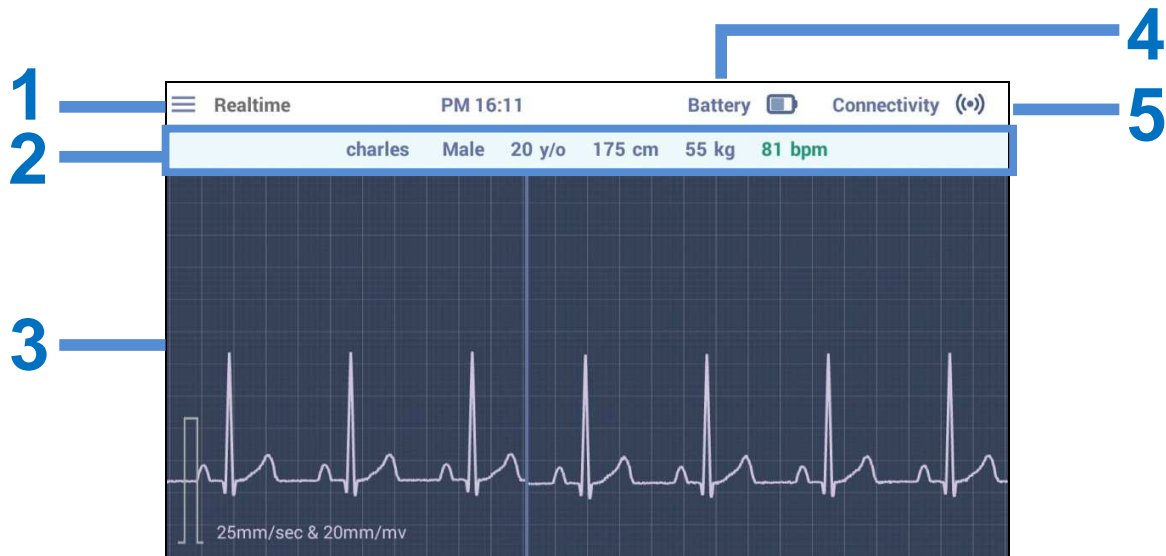 4
1
Realtime PM 16:11 Battery Connectivity
5
2
charles Male 20 y/o 175 cm 55 kg 81 bpm
3
25mm/sec & 20mm/mv